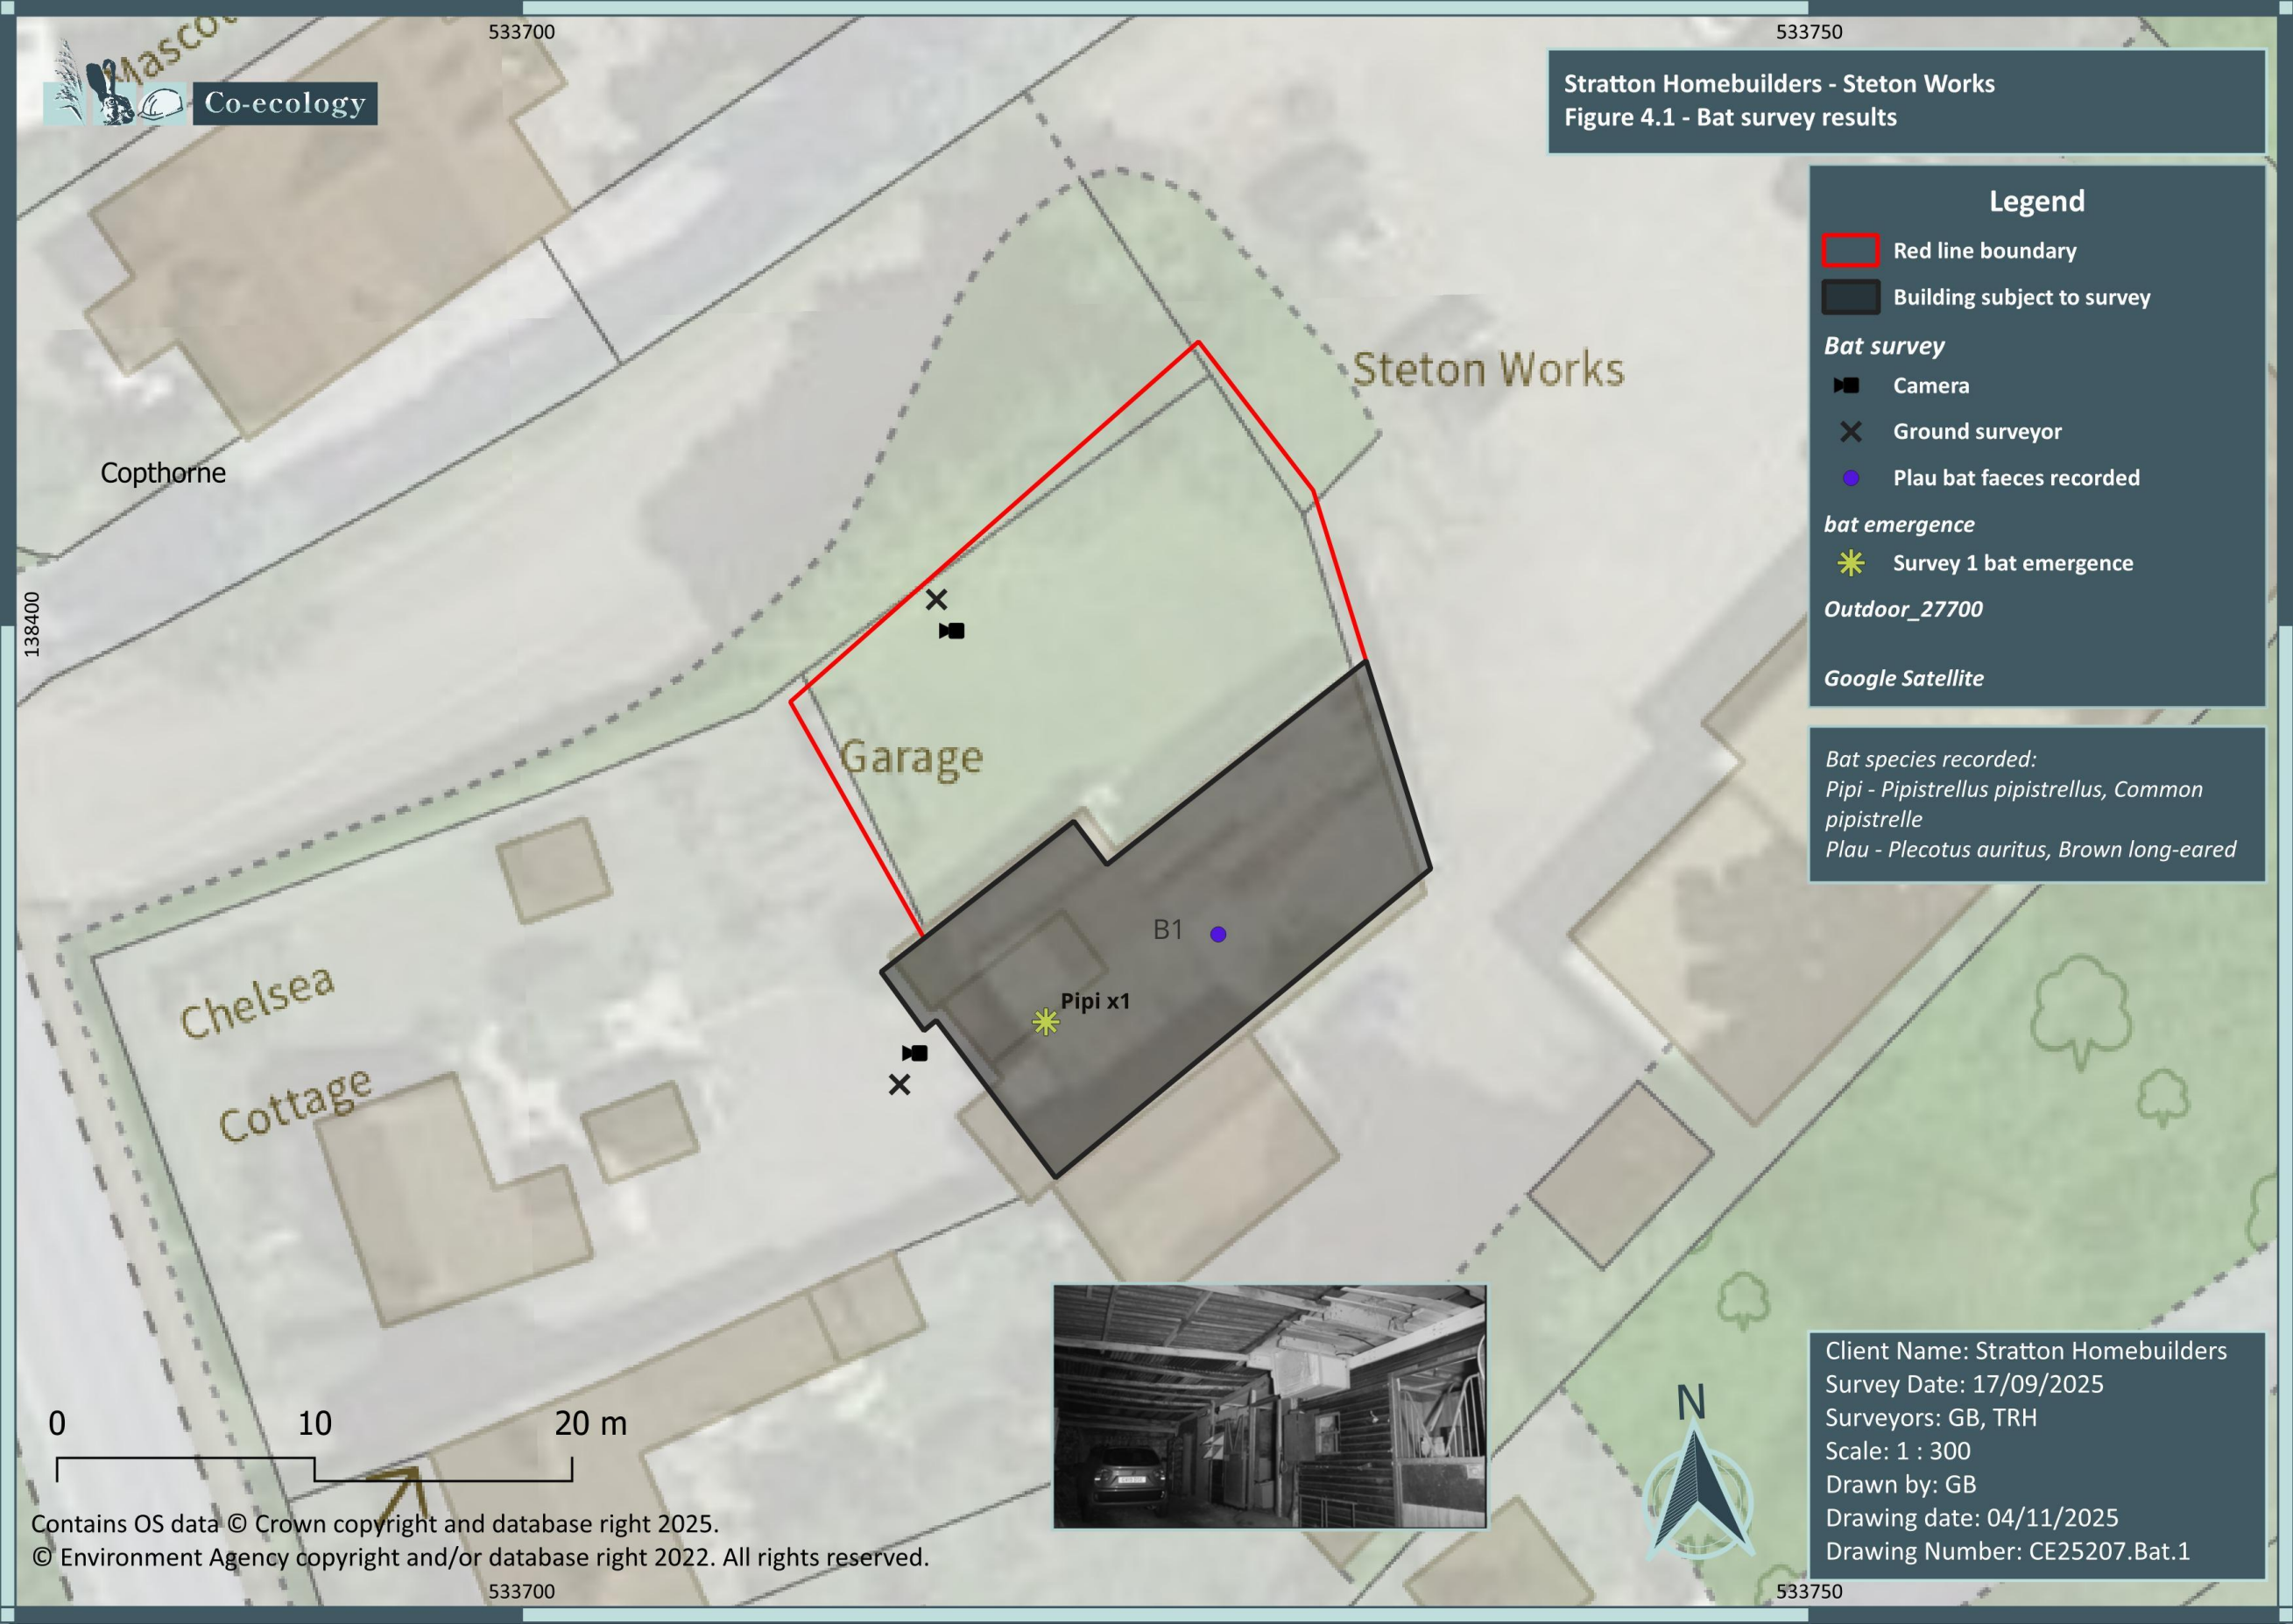 533700
533750
Masco
Co-ecology
Stratton Homebuilders - Steton Works
Figure 4.1 - Bat survey results
Legend
Red line boundary
Building subject to survey
Bat survey
Camera
Ground surveyor
Plau bat faeces recorded
bat emergence
Survey 1 bat emergence
Outdoor_27700
Google Satellite
Bat species recorded:
Pipi - Pipistrellus pipistrellus, Common
pipistrelle
Plau - Plecotus auritus, Brown long-eared
Steton Works
Copthorne
138400
Garage
B1
Pipi x1
Chelsea
Cottage
0 10 20 m
Contains OS data © Crown copyright and database right 2025.
© Environment Agency copyright and/or database right 2022. All rights reserved.
N
Client Name: Stratton Homebuilders
Survey Date: 17/09/2025
Surveyors: GB, TRH
Scale: 1 : 300
Drawn by: GB
Drawing date: 04/11/2025
Drawing Number: CE25207.Bat.1
533700
533750